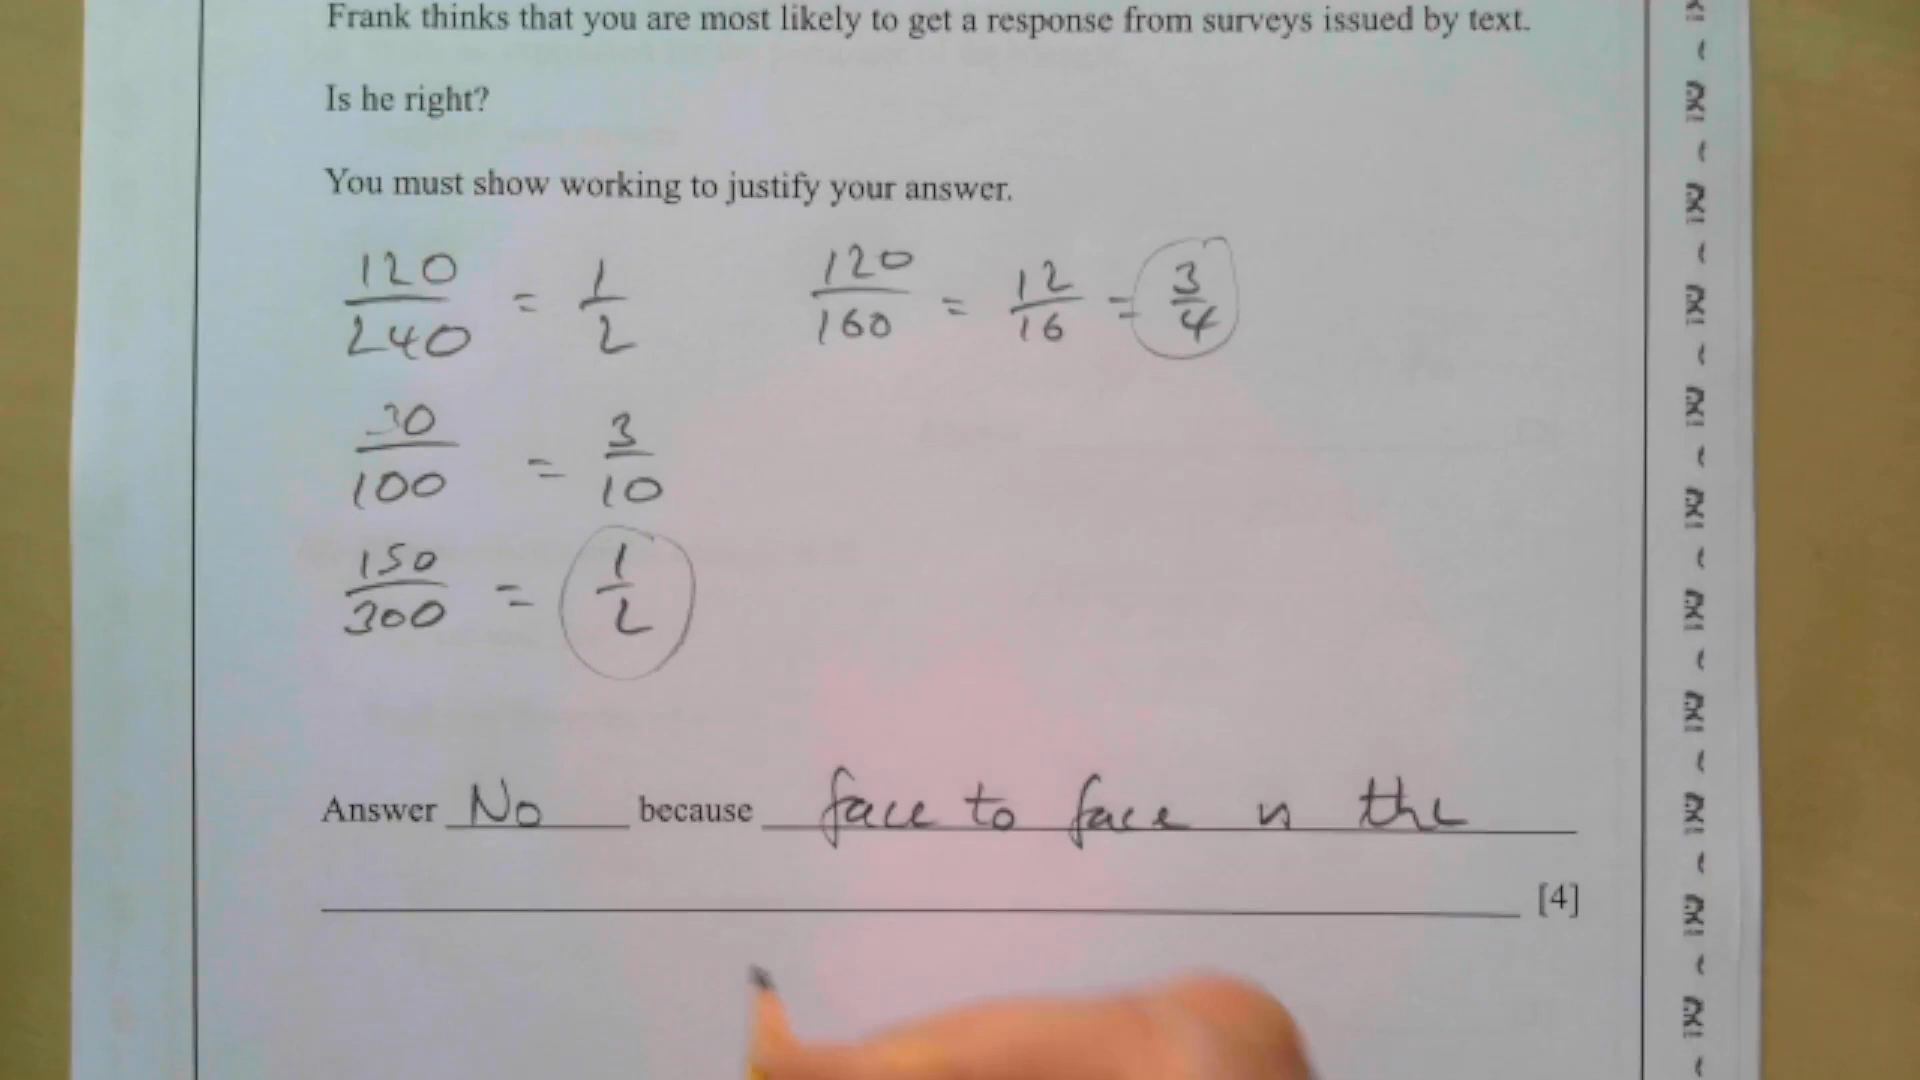 Frank thinks that you are most likely to get a response from surveys issued by text.
Is he right?
You must show working to justify your answer.
120/240 = 1/2
120/160 = 12/16 = 3/4
30/100 = 3/10
150/300 = 1/2
Answer No because face to face is the
[4]